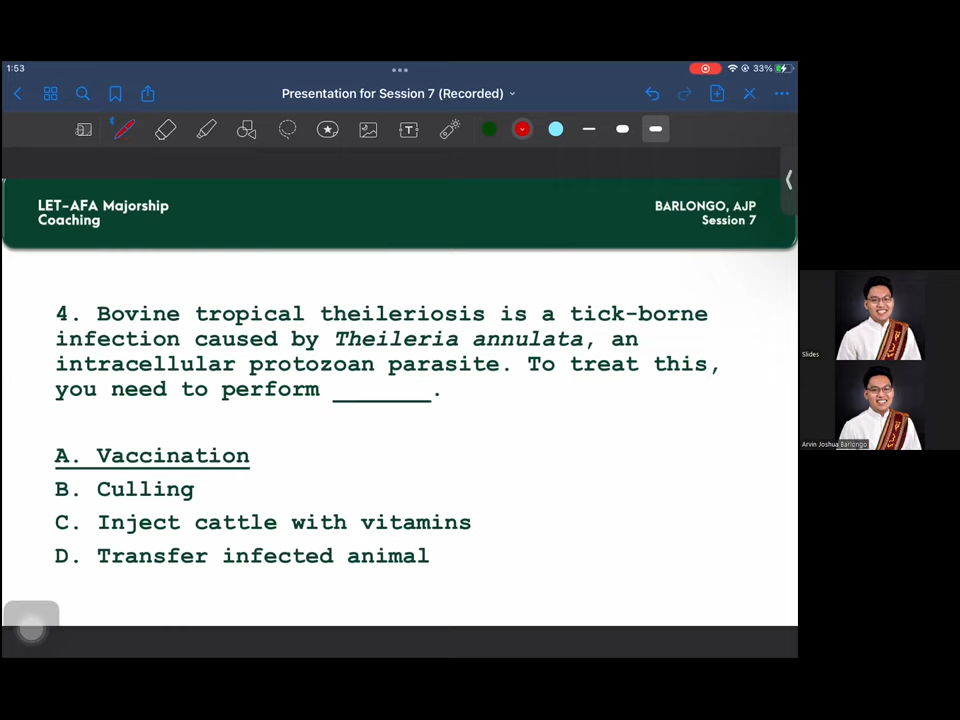 1:53
33%
Presentation for Session 7 (Recorded)
T
LET-AFA Majorship
Coaching
BARLONGO, AJP
Session 7
4. Bovine tropical theileriosis is a tick-borne
infection caused by Theileria annulata, an
intracellular protozoan parasite. To treat this,
you need to perform _______.
A. Vaccination
B. Culling
C. Inject cattle with vitamins
D. Transfer infected animal
Slides
Arvin Joshua Barlongo